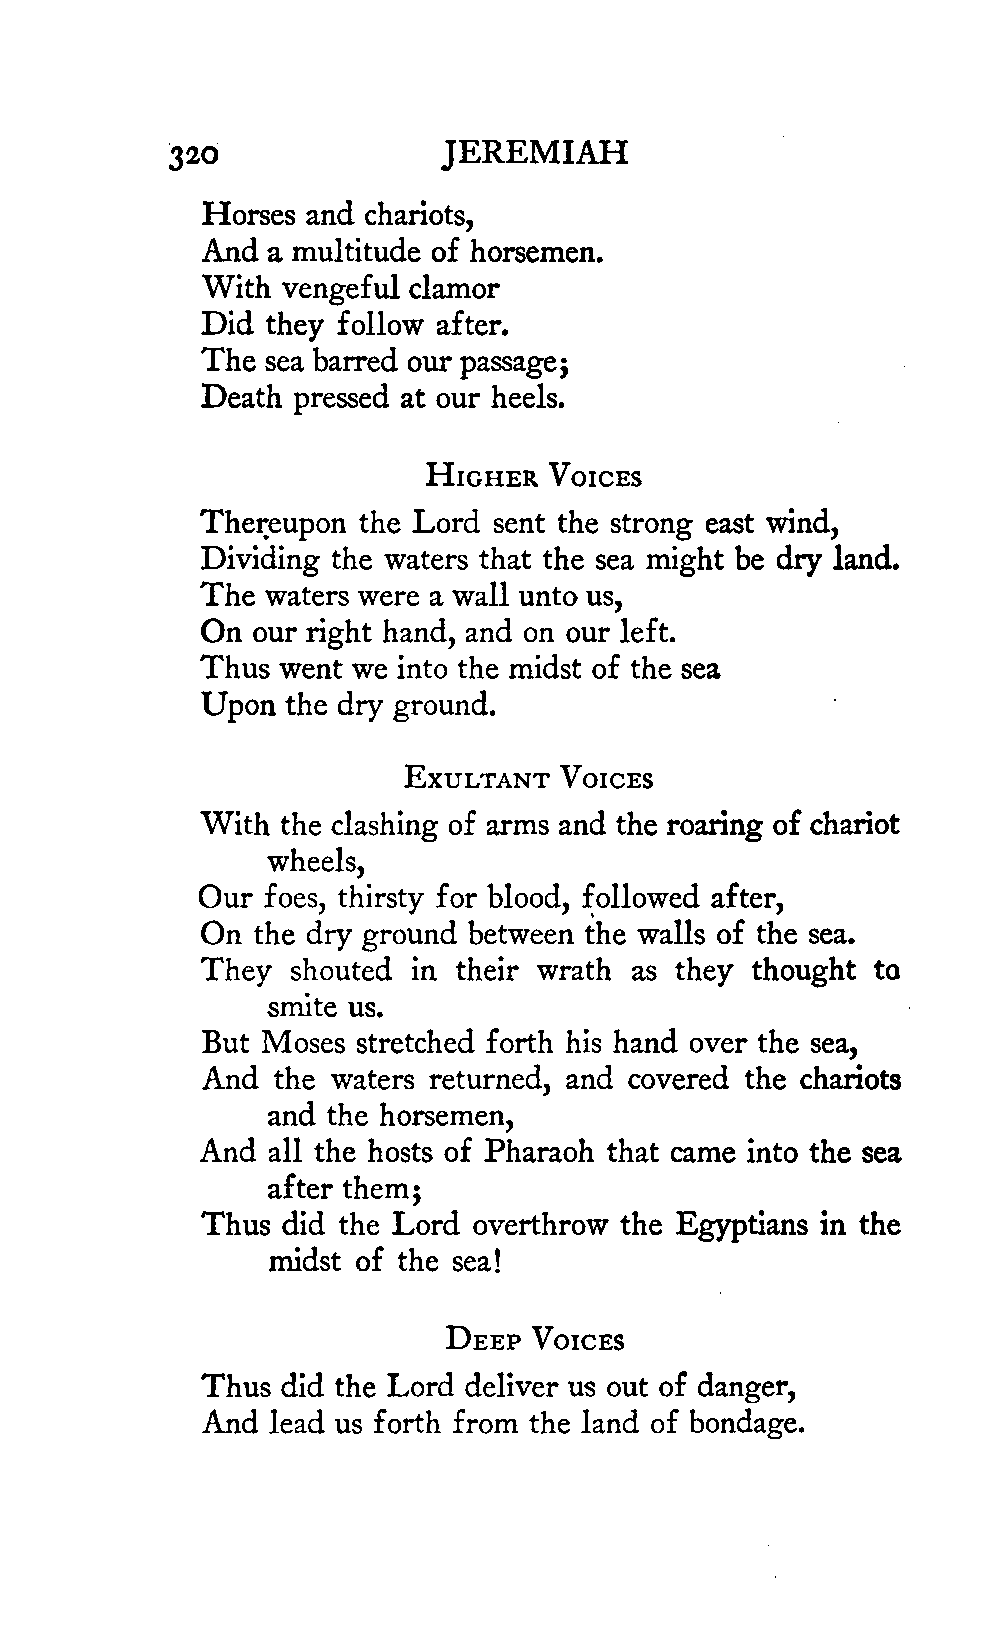 320 JEREMIAH
Horses and chariots,
And a multitude of horsemen.
With vengeful clamor
Did they follow after.
The sea barred our passage;
Death pressed at our heels.
Higher Voices
Thereupon the Lord sent the strong east wind,
Dividing the waters that the sea might be dry land.
The waters were a wall unto us,
On our right hand, and on our left.
Thus went we into the midst of the sea
Upon the dry ground.
Exultant Voices
With the clashing of arms and the roaring of chariot
wheels,
Our foes, thirsty for blood, followed after,
On the dry ground between the walls of the sea.
They shouted in their wrath as they thought to
smite us.
But Moses stretched forth his hand over the sea,
And the waters returned, and covered the chariots
and the horsemen,
And all the hosts of Pharaoh that came into the sea
after them;
Thus did the Lord overthrow the Egyptians in the
midst of the sea!
Deep Voices
Thus did the Lord deliver us out of danger,
And lead us forth from the land of bondage.